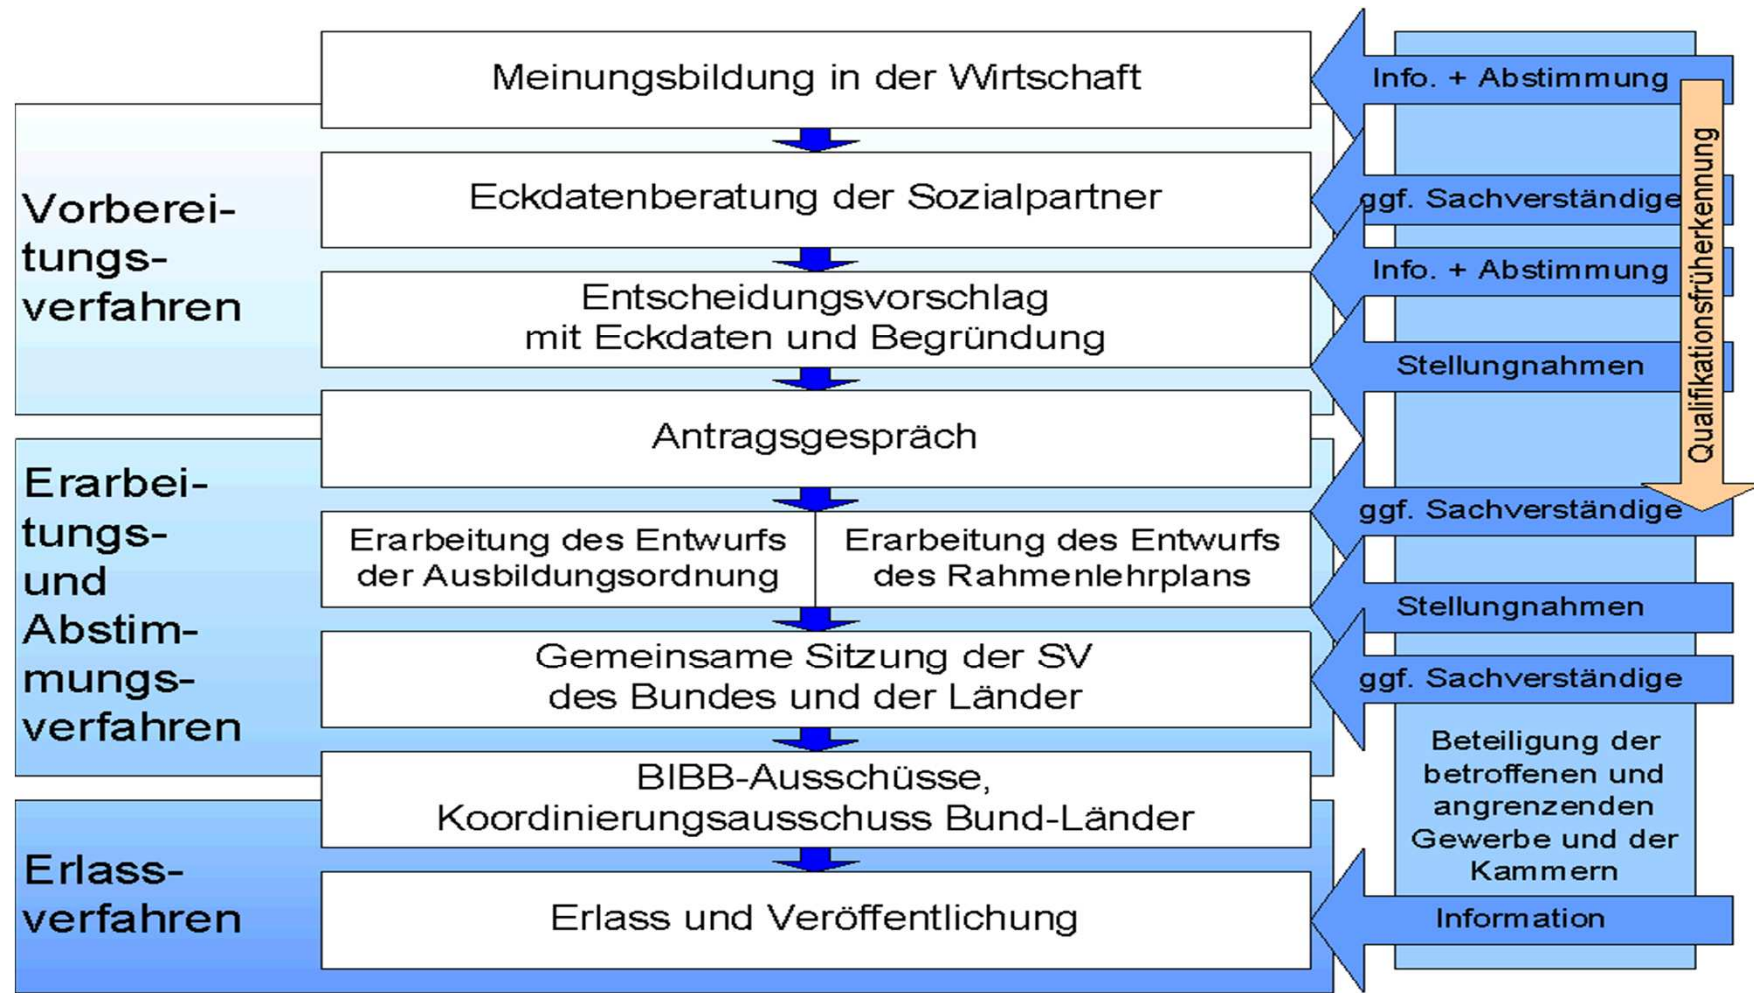 Meinungsbildung in der Wirtschaft
Info. + Abstimmung
Vorberei-
tungs-
verfahren
Eckdatenberatung der Sozialpartner
ggf. Sachverständige
Entscheidungsvorschlag
mit Eckdaten und Begründung
Info. + Abstimmung
Stellungnahmen
Qualifikationsfrüherkennung
Antragsgespräch
Erarbei-
tungs-
und
Abstim-
mungs-
verfahren
Erarbeitung des Entwurfs
der Ausbildungsordnung
Erarbeitung des Entwurfs
des Rahmenlehrplans
ggf. Sachverständige
Stellungnahmen
Gemeinsame Sitzung der SV
des Bundes und der Länder
ggf. Sachverständige
BIBB-Ausschüsse,
Koordinierungsausschuss Bund-Länder
Beteiligung der
betroffenen und
angrenzenden
Gewerbe und der
Kammern
Erlass-
verfahren
Erlass und Veröffentlichung
Information